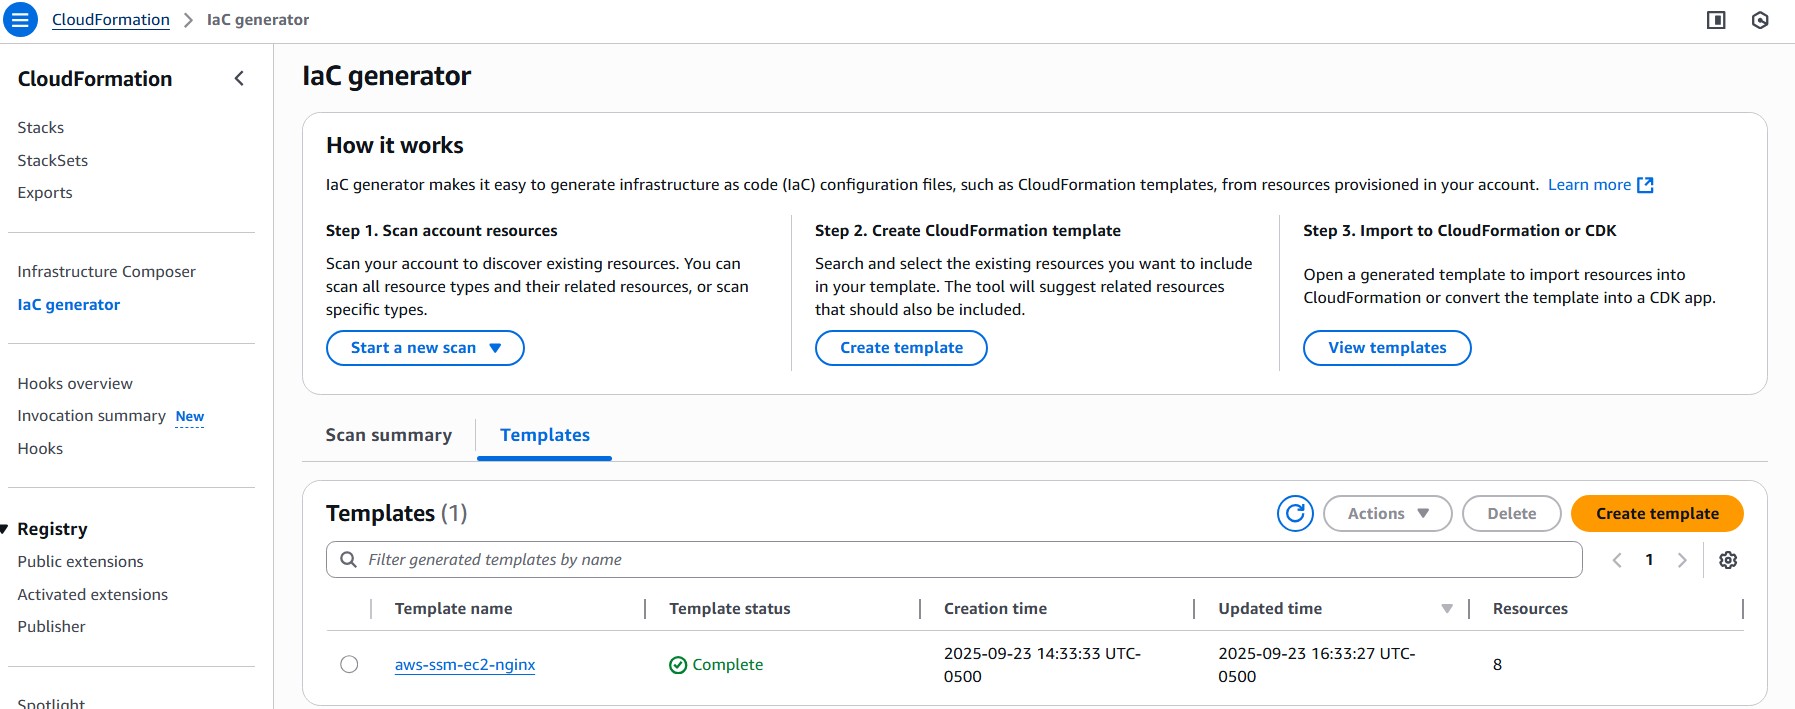 CloudFormation > IaC generator
CloudFormation
Stacks
StackSets
Exports
Infrastructure Composer
IaC generator
Hooks overview
Invocation summary New
Hooks
Registry
Public extensions
Activated extensions
Publisher
Spotlight
IaC generator
How it works
IaC generator makes it easy to generate infrastructure as code (IaC) configuration files, such as CloudFormation templates, from resources provisioned in your account. Learn more
Step 1. Scan account resources
Scan your account to discover existing resources. You can
scan all resource types and their related resources, or scan
specific types.
Start a new scan
Step 2. Create CloudFormation template
Search and select the existing resources you want to include
in your template. The tool will suggest related resources
that should also be included.
Create template
Step 3. Import to CloudFormation or CDK
Open a generated template to import resources into
CloudFormation or convert the template into a CDK app.
View templates
Scan summary Templates
Templates (1)
Actions Delete Create template
Filter generated templates by name
1
Template name Template status Creation time Updated time Resources
aws-ssm-ec2-nginx Complete 2025-09-23 14:33:33 UTC- 2025-09-23 16:33:27 UTC- 8
0500 0500